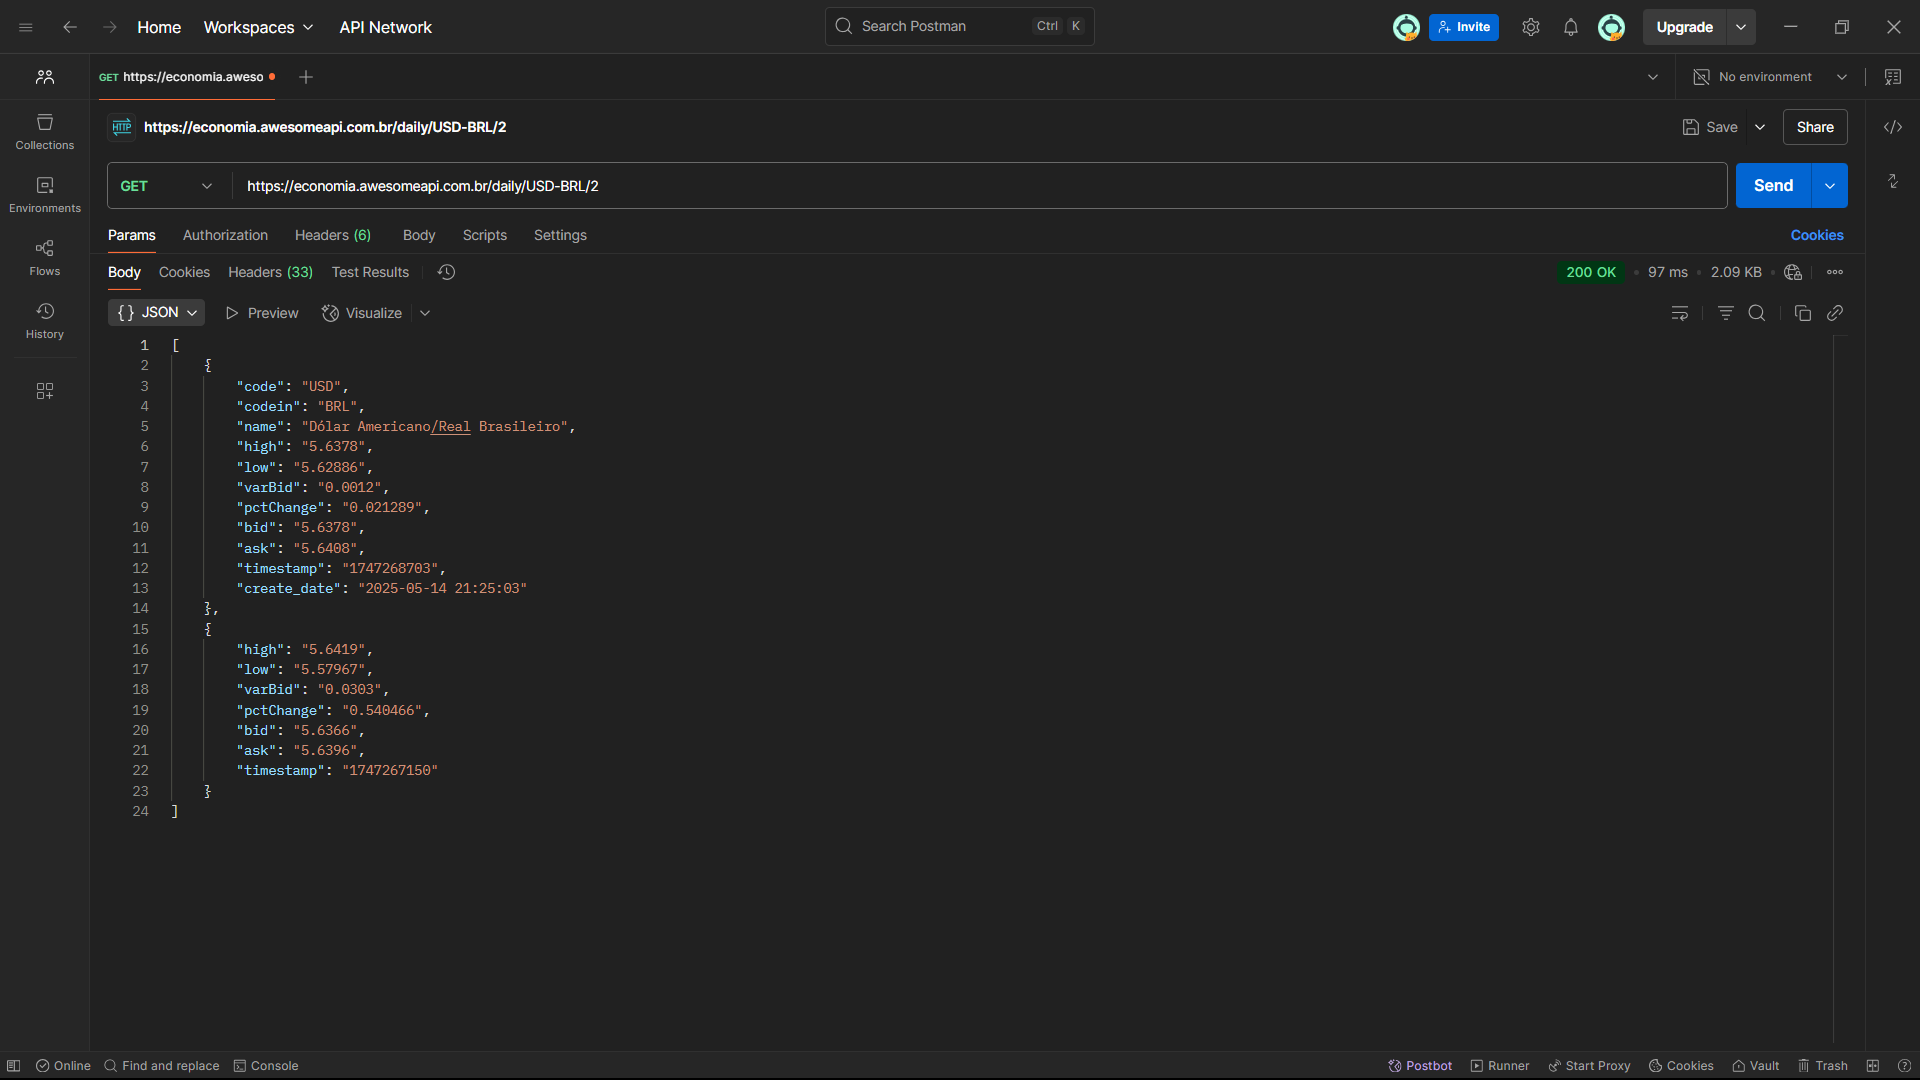 Home Workspaces API Network Search Postman Ctrl K Invite Upgrade
GET https://economia.aweso No environment
HTTP https://economia.awesomeapi.com.br/daily/USD-BRL/2 Save Share
GET https://economia.awesomeapi.com.br/daily/USD-BRL/2 Send
Params Authorization Headers (6) Body Scripts Settings Cookies
Body Cookies Headers (33) Test Results 200 OK • 97 ms • 2.09 KB •
{} JSON Preview Visualize
Collections
Environments
Flows
History
1 [
2 {
3 "code": "USD",
4 "codein": "BRL",
5 "name": "Dólar Americano/Real Brasileiro",
6 "high": "5.6378",
7 "low": "5.62886",
8 "varBid": "0.0012",
9 "pctChange": "0.021289",
10 "bid": "5.6378",
11 "ask": "5.6408",
12 "timestamp": "1747268703",
13 "create_date": "2025-05-14 21:25:03"
14 },
15 {
16 "high": "5.6419",
17 "low": "5.57967",
18 "varBid": "0.0303",
19 "pctChange": "0.540466",
20 "bid": "5.6366",
21 "ask": "5.6396",
22 "timestamp": "1747267150"
23 }
24 ]
Online Find and replace Console Postbot Runner Start Proxy Cookies Vault Trash